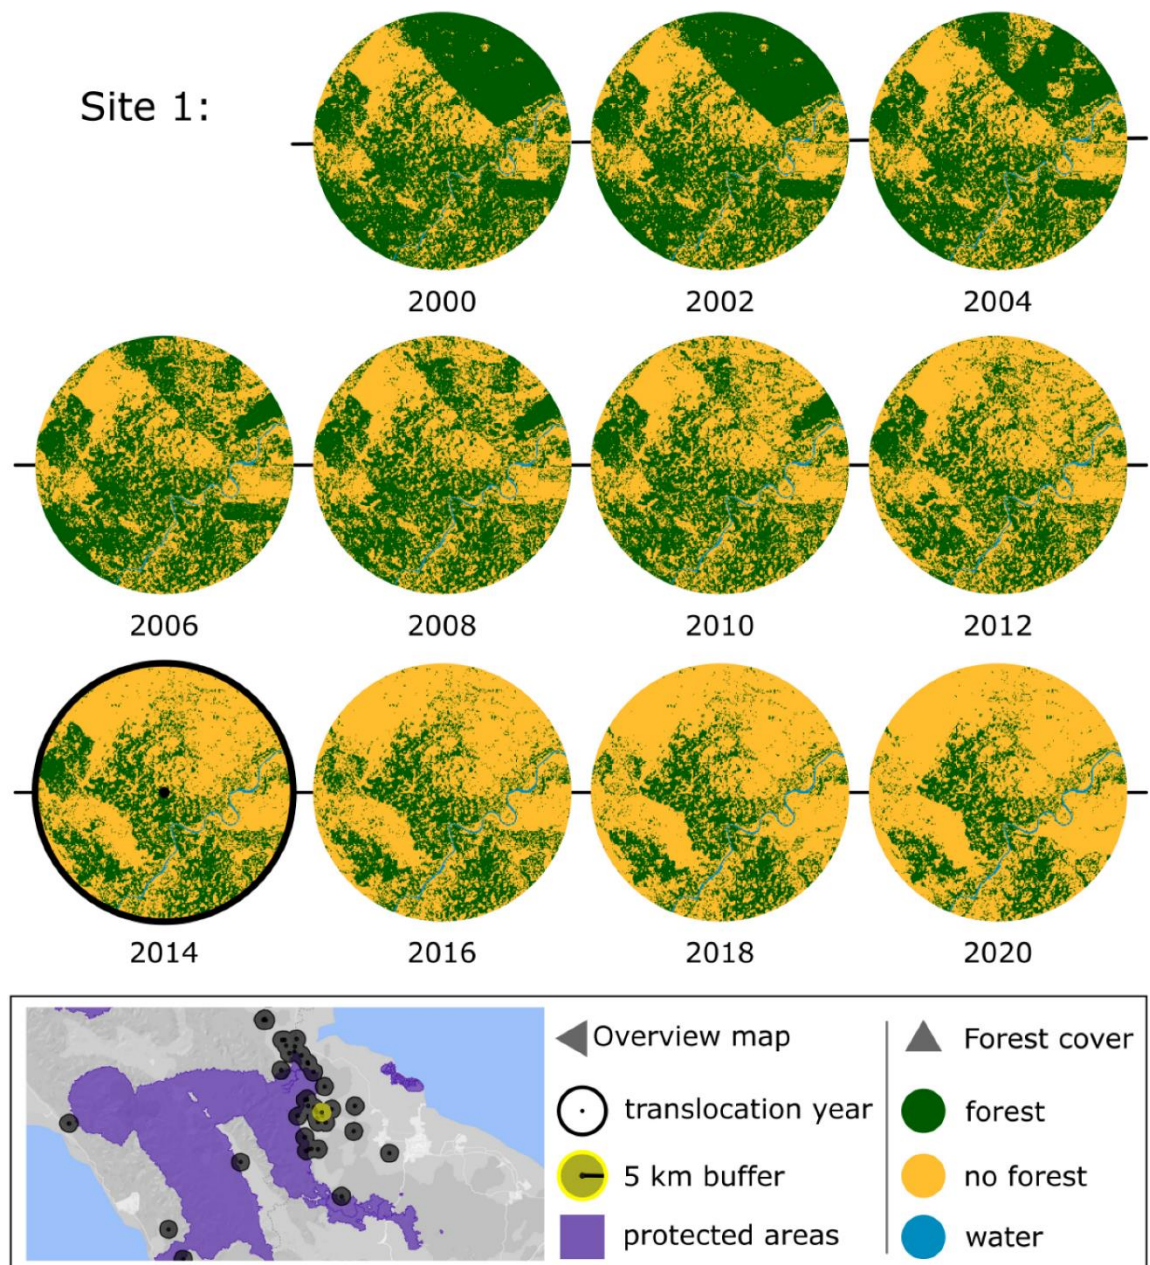 Site 1:
2000
2002
2004
2006
2008
2010
2012
2014
2016
2018
2020
Overview map
Forest cover
translocation year
forest
5 km buffer
no forest
protected areas
water